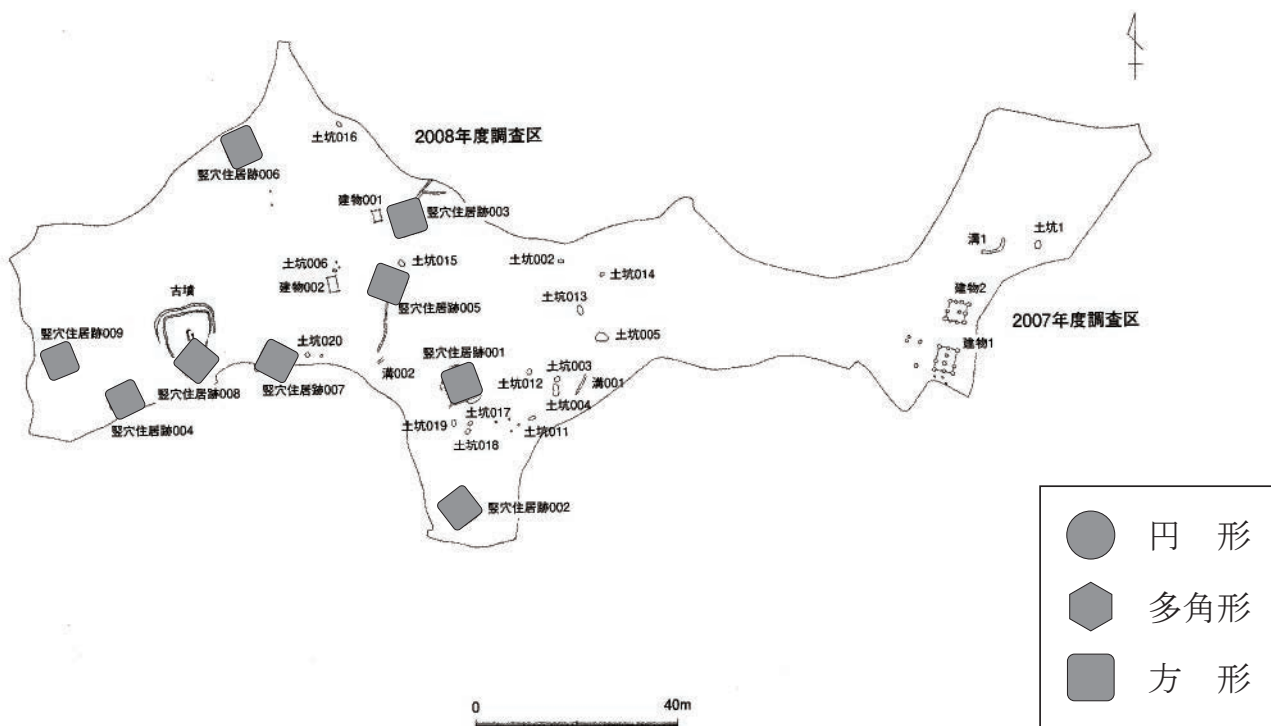 土坑016
2008年度調査区
竪穴住居跡006
建物001
竪穴住居跡003
溝1
土坑1
土坑006
土坑015
土坑002
土坑014
建物002
古墳
竪穴住居跡005
土坑013
建物2
2007年度調査区
竪穴住居跡009
土坑020
竪穴住居跡001
土坑005
建物1
溝002
土坑012
土坑003
溝001
竪穴住居跡008
竪穴住居跡007
土坑004
竪穴住居跡004
土坑017
土坑019
土坑011
土坑018
竪穴住居跡002
円 形
多角形
方 形
0 40m